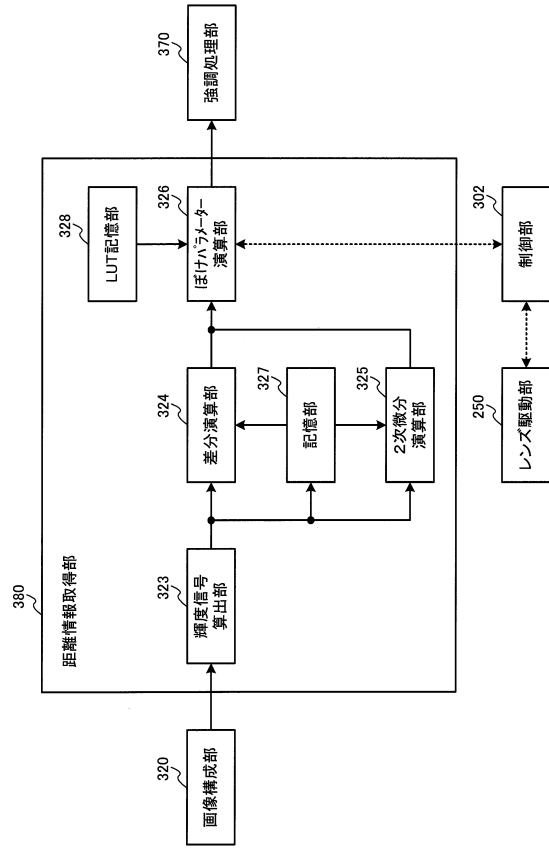 380
距離情報取得部
320
画像構成部
323
輝度信号
算出部
324
差分演算部
327
記憶部
325
2次微分
演算部
328
LUT記憶部
326
ぼけパラメーター
演算部
370
強調処理部
250
レンズ駆動部
302
制御部